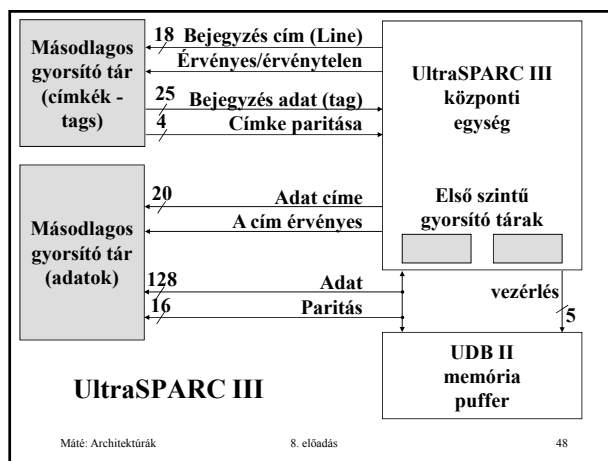 Másodlagos
gyorsító tár
(címkék -
tags)
18 Bejegyzés cím (Line)
Érvényes/érvénytelen
25 Bejegyzés adat (tag)
4 Címke paritása
UltraSPARC III
központi
egység
Első szintű
gyorsító tárak
Másodlagos
gyorsító tár
(adatok)
20 Adat címe
A cím érvényes
128 Adat
16 Paritás
vezérlés
5
UDB II
memória
puffer
UltraSPARC III
Máté: Architektúrák 8. előadás 48